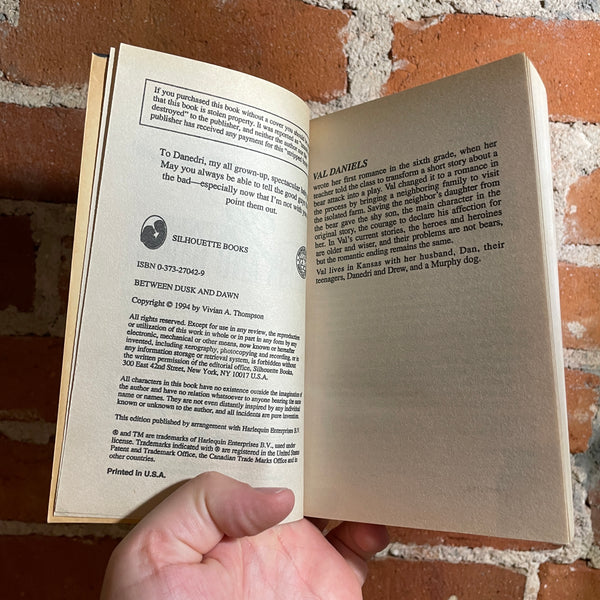 If you purchased this book without a cover you should
that this book is stolen property. It was reported as
destroyed" to the publisher, and neither the author nor
publisher has received any payment for this "stripped
To Danedri, my all grown-up, spectacular
May you always be able to tell the good guys
the bad—especially now that I'm not
point them out.
SILHOUETTE BOOKS
ISBN 0-373-27042-9
BETWEEN DUSK AND DAWN
Copyright © 1994 by Vivian A. Thompson
All rights reserved. Except for use in any review, the reproduction
or utilization of this work in whole or in part in any form by any
electronic, mechanical or other means, now known or hereafter
invented, including xerography, photocopying and recording, or in
any information storage or retrieval system, is forbidden without
the written permission of the editorial office, Silhouette Books,
300 East 42nd Street, New York, NY 10017 U.S.A.
All characters in this book have no existence outside the imagination of
the author and have no relation whatsoever to anyone bearing the same
name or names. They are not even distantly inspired by any individual
known or unknown to the author, and all incidents are pure invention.
This edition published by arrangement with Harlequin Enterprises B.V.
® and TM are trademarks of Harlequin Enterprises B.V., used under
license. Trademarks indicated with ® are registered in the United States
Patent and Trademark Office, the Canadian Trade Marks Office and in
other countries.
Printed in U.S.A.
VAL DANIELS
wrote her first romance in the sixth grade, when her
teacher told the class to transform a short story about a
bear attack into a play. Val changed it to a romance in
the process by bringing a neighboring family to visit
the isolated farm. Saving the neighbor's daughter from
the bear gave the shy son, the main character in the
original story, the courage to declare his affection for
her. In Val's current stories, the heroes and heroines
are older and wiser, and their problems are not bears,
but the romantic ending remains the same.
Val lives in Kansas with her husband, Dan, their
teenagers, Danedri and Drew, and a Murphy dog.